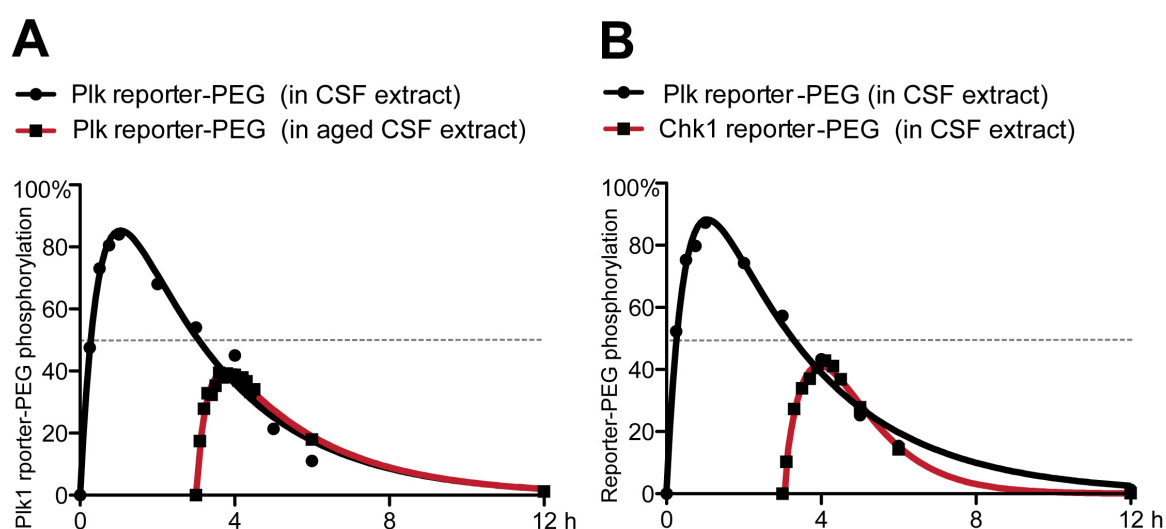 A
Plk reporter-PEG (in CSF extract)
Plk reporter-PEG (in aged CSF extract)
Plk1 rporter-PEG phosphorylation
100%
80
60
40
20
0
0 4 8 12 h
B
Plk reporter-PEG (in CSF extract)
Chk1 reporter-PEG (in CSF extract)
Reporter-PEG phosphorylation
100%
80
60
40
20
0
0 4 8 12 h